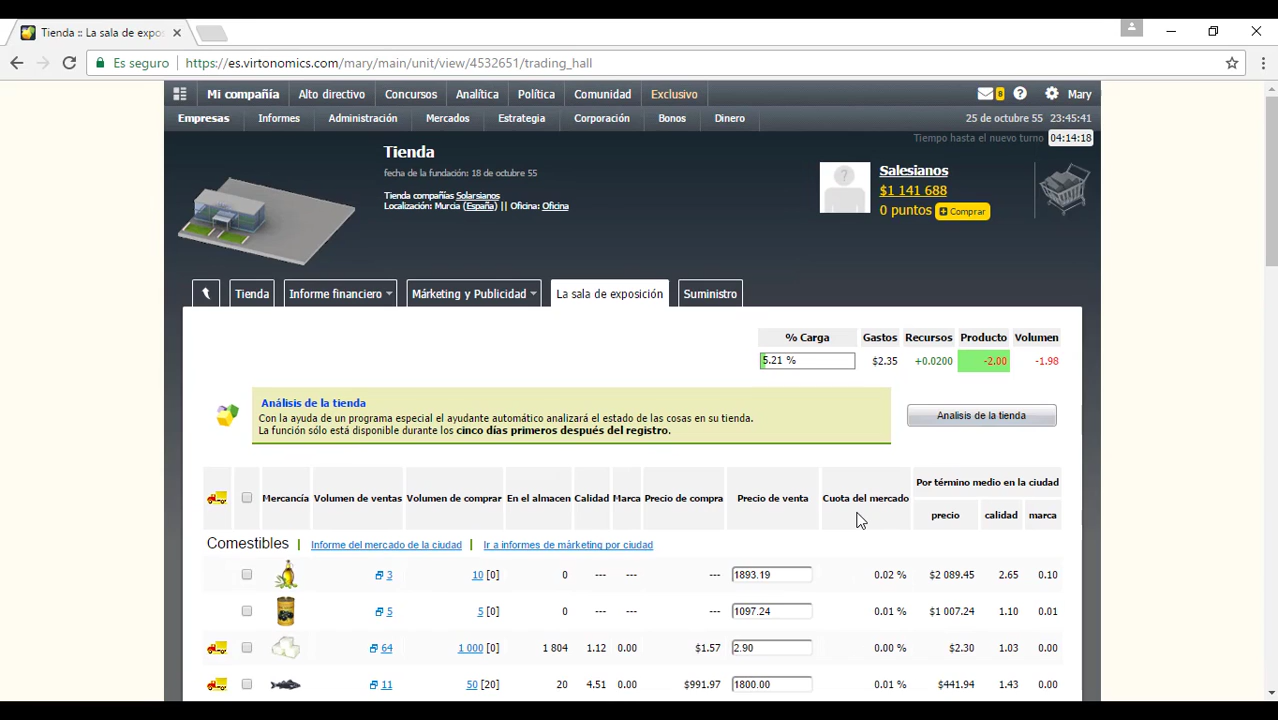 Tienda :: La sala de expos
Es seguro https://es.virtonomics.com/mary/main/unit/view/4532651/trading_hall
Mi compañía Alto directivo Concursos Analítica Política Comunidad Exclusivo 8 ? Mary
Empresas Informes Administración Mercados Estrategia Corporación Bonos Dinero 25 de octubre 55 23:45:41
Tiempo hasta el nuevo turno 04:14:18
Tienda
fecha de la fundación: 18 de octubre 55
Tienda compañías Solarsianos
Localización: Murcia (España) || Oficina: Oficina
Salesianos
$1 141 688
0 puntos Comprar
Tienda Informe financiero Márketing y Publicidad La sala de exposición Suministro
% Carga Gastos Recursos Producto Volumen
5.21 % $2.35 +0.0200 -2.00 -1.98
Análisis de la tienda
Con la ayuda de un programa especial el ayudante automático analizará el estado de las cosas en su tienda.
La función sólo está disponible durante los cinco días primeros después del registro.
Analisis de la tienda
Mercancía Volumen de ventas Volumen de comprar En el almacen Calidad Marca Precio de compra Precio de venta Cuota del mercado Por término medio en la ciudad
precio calidad marca
Comestibles | Informe del mercado de la ciudad | Ir a informes de márketing por ciudad
3 10 [0] 0 --- --- --- 1893.19 0.02 % $2 089.45 2.65 0.10
5 5 [0] 0 --- --- --- 1097.24 0.01 % $1 007.24 1.10 0.01
64 1 000 [0] 1 804 1.12 0.00 $1.57 2.90 0.00 % $2.30 1.03 0.00
11 50 [20] 20 4.51 0.00 $991.97 1800.00 0.01 % $441.94 1.43 0.00